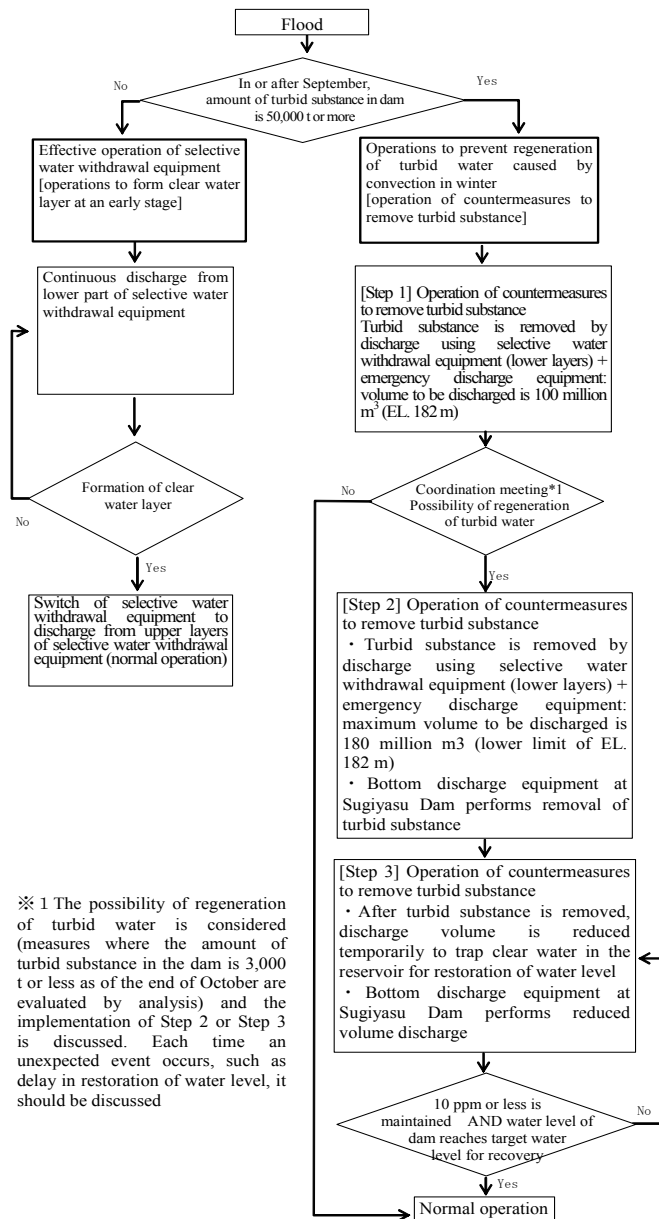 Flood
In or after September,
amount of turbid substance in dam
is 50,000 t or more
No
Yes
Effective operation of selective
water withdrawal equipment
[operations to form clear water
layer at an early stage]
Continuous discharge from
lower part of selective water
withdrawal equipment
Formation of clear
water layer
No
Yes
Switch of selective water
withdrawal equipment to
discharge from upper layers
of selective water withdrawal
equipment (normal operation)
Operations to prevent regeneration
of turbid water caused by
convection in winter
[operation of countermeasures to
remove turbid substance]
[Step 1] Operation of countermeasures
to remove turbid substance
Turbid substance is removed by
discharge using selective water
withdrawal equipment (lower layers) +
emergency discharge equipment:
volume to be discharged is 100 million
m³ (EL. 182 m)
Coordination meeting*1
Possibility of regeneration
of turbid water
No
Yes
[Step 2] Operation of countermeasures
to remove turbid substance
・Turbid substance is removed by
discharge using selective water
withdrawal equipment (lower layers) +
emergency discharge equipment:
maximum volume to be discharged is
180 million m3 (lower limit of EL.
182 m)
・Bottom discharge equipment at
Sugiyasu Dam performs removal of
turbid substance
[Step 3] Operation of countermeasures
to remove turbid substance
・After turbid substance is removed,
discharge volume is reduced
temporarily to trap clear water in the
reservoir for restoration of water level
・Bottom discharge equipment at
Sugiyasu Dam performs reduced
volume discharge
10 ppm or less is
maintained AND water level of
dam reaches target water
level for recovery
No
Yes
Normal operation
※1 The possibility of regeneration
of turbid water is considered
(measures where the amount of
turbid substance in the dam is 3,000
t or less as of the end of October are
evaluated by analysis) and the
implementation of Step 2 or Step 3
is discussed. Each time an
unexpected event occurs, such as
delay in restoration of water level, it
should be discussed